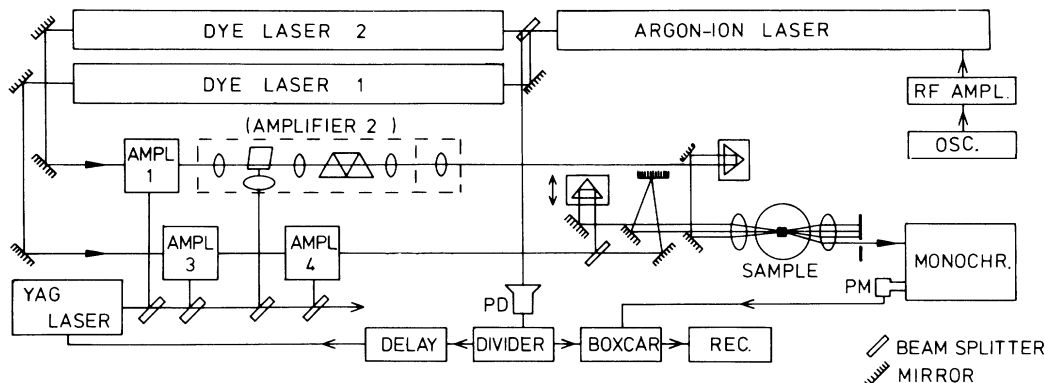 DYE LASER 2
ARGON-ION LASER
DYE LASER 1
RF AMPL.
(AMPLIFIER 2)
OSC.
AMPL
1
AMPL
3
AMPL
4
SAMPLE
MONOCHR.
YAG
LASER
PD
PM
DELAY
DIVIDER
BOXCAR
REC.
BEAM SPLITTER
MIRROR